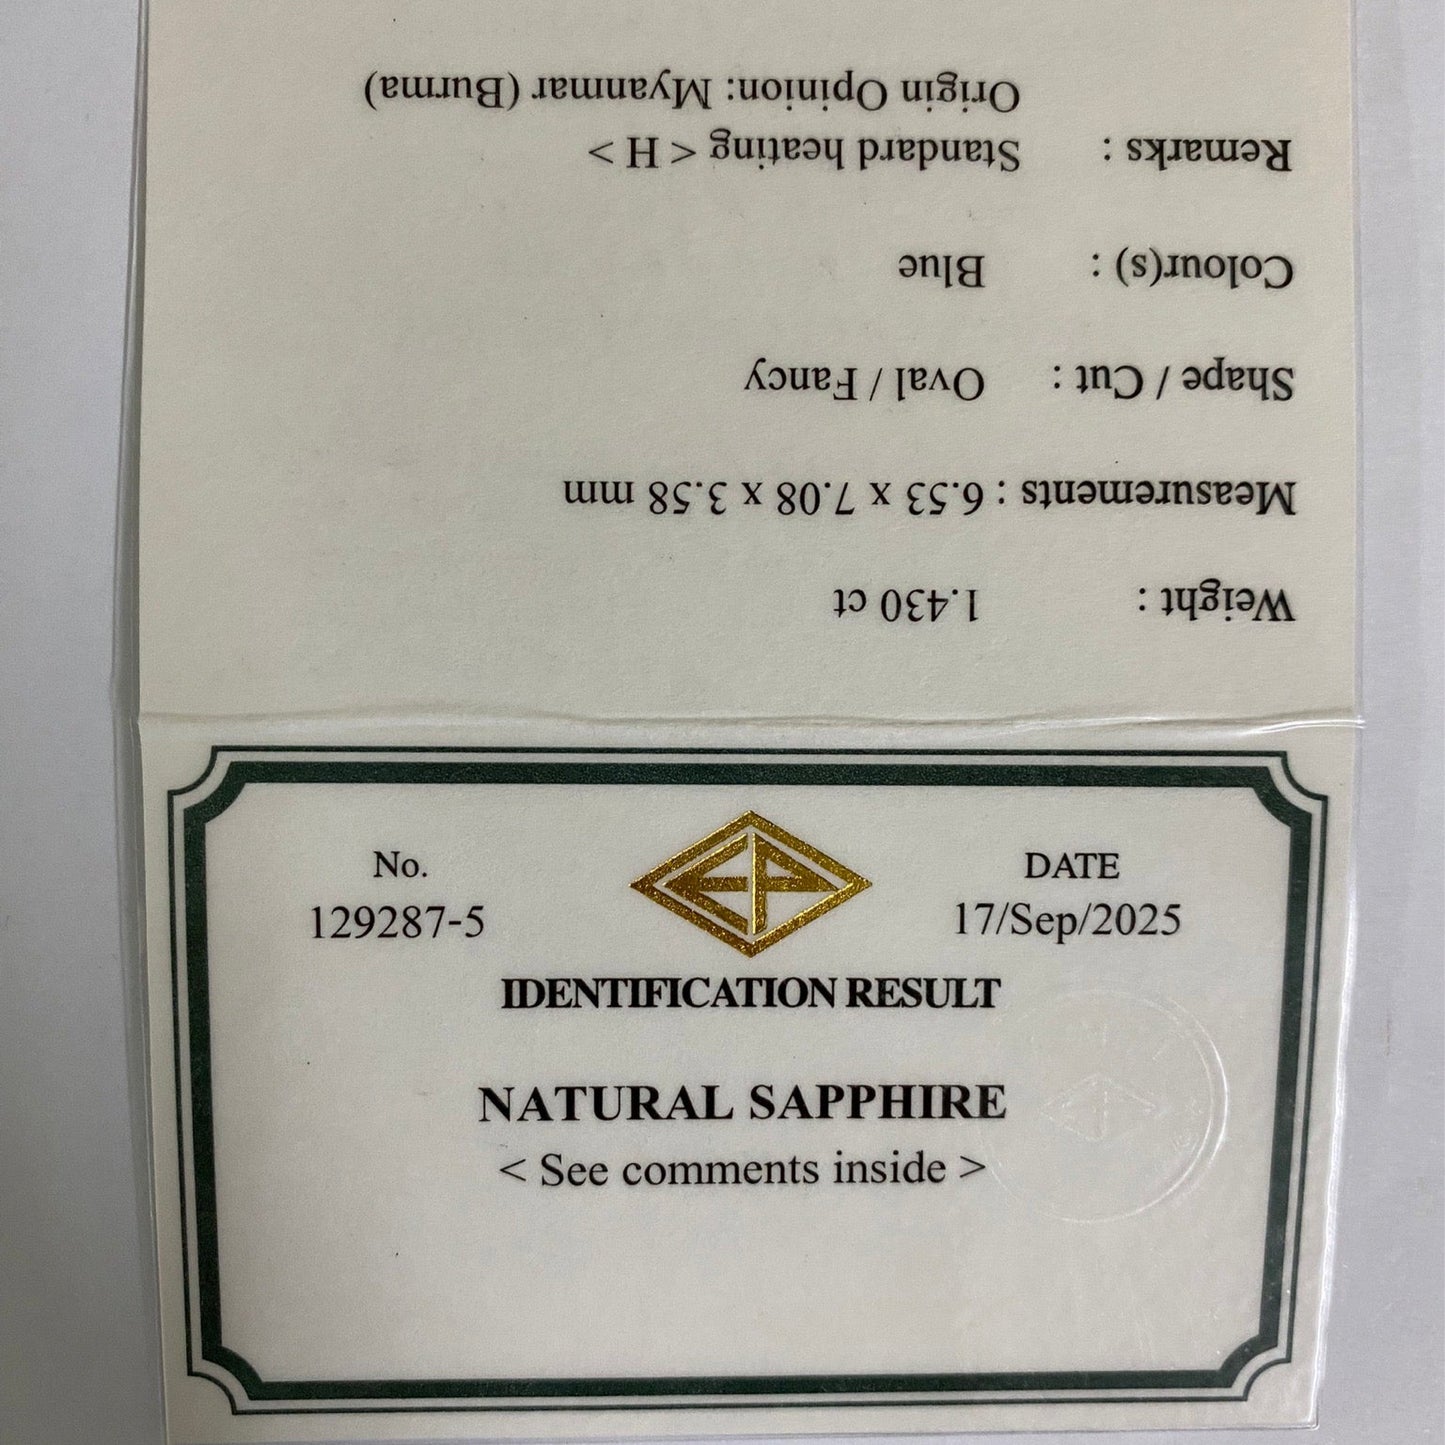 No.
129287-5
EP
DATE
17/Sep/2025
IDENTIFICATION RESULT
NATURAL SAPPHIRE
< See comments inside >
Weight : 1.430 ct
Measurements : 6.53 x 7.08 x 3.58 mm
Shape / Cut : Oval / Fancy
Colour(s) : Blue
Remarks : Standard heating < H >
Origin Opinion: Myanmar (Burma)